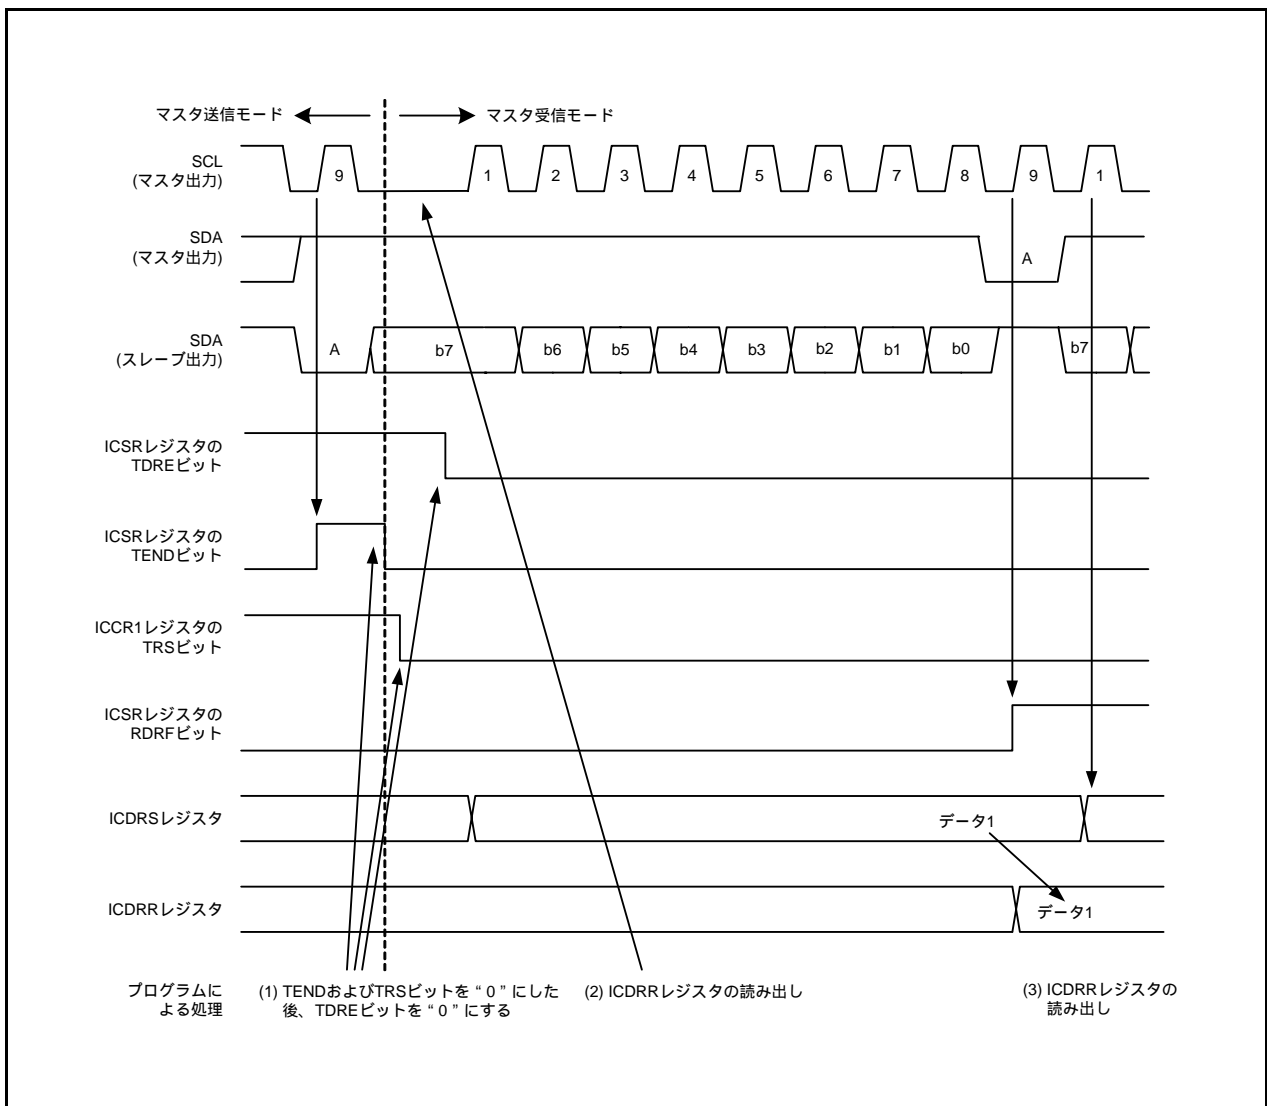 マスタ送信モード
マスタ受信モード
SCL
(マスタ出力)
9
1
2
3
4
5
6
7
8
9
1
SDA
(マスタ出力)
A
SDA
(スレーブ出力)
A
b7
b6
b5
b4
b3
b2
b1
b0
b7
ICSRレジスタの
TDREビット
ICSRレジスタの
TENDビット
ICCR1レジスタの
TRSビット
ICSRレジスタの
RDRFビット
ICDRSレジスタ
データ1
ICDRRレジスタ
データ1
プログラムに
よる処理
(1) TENDおよびTRSビットを“0”にした
後、TDREビットを“0”にする
(2) ICDRRレジスタの読み出し
(3) ICDRRレジスタの
読み出し